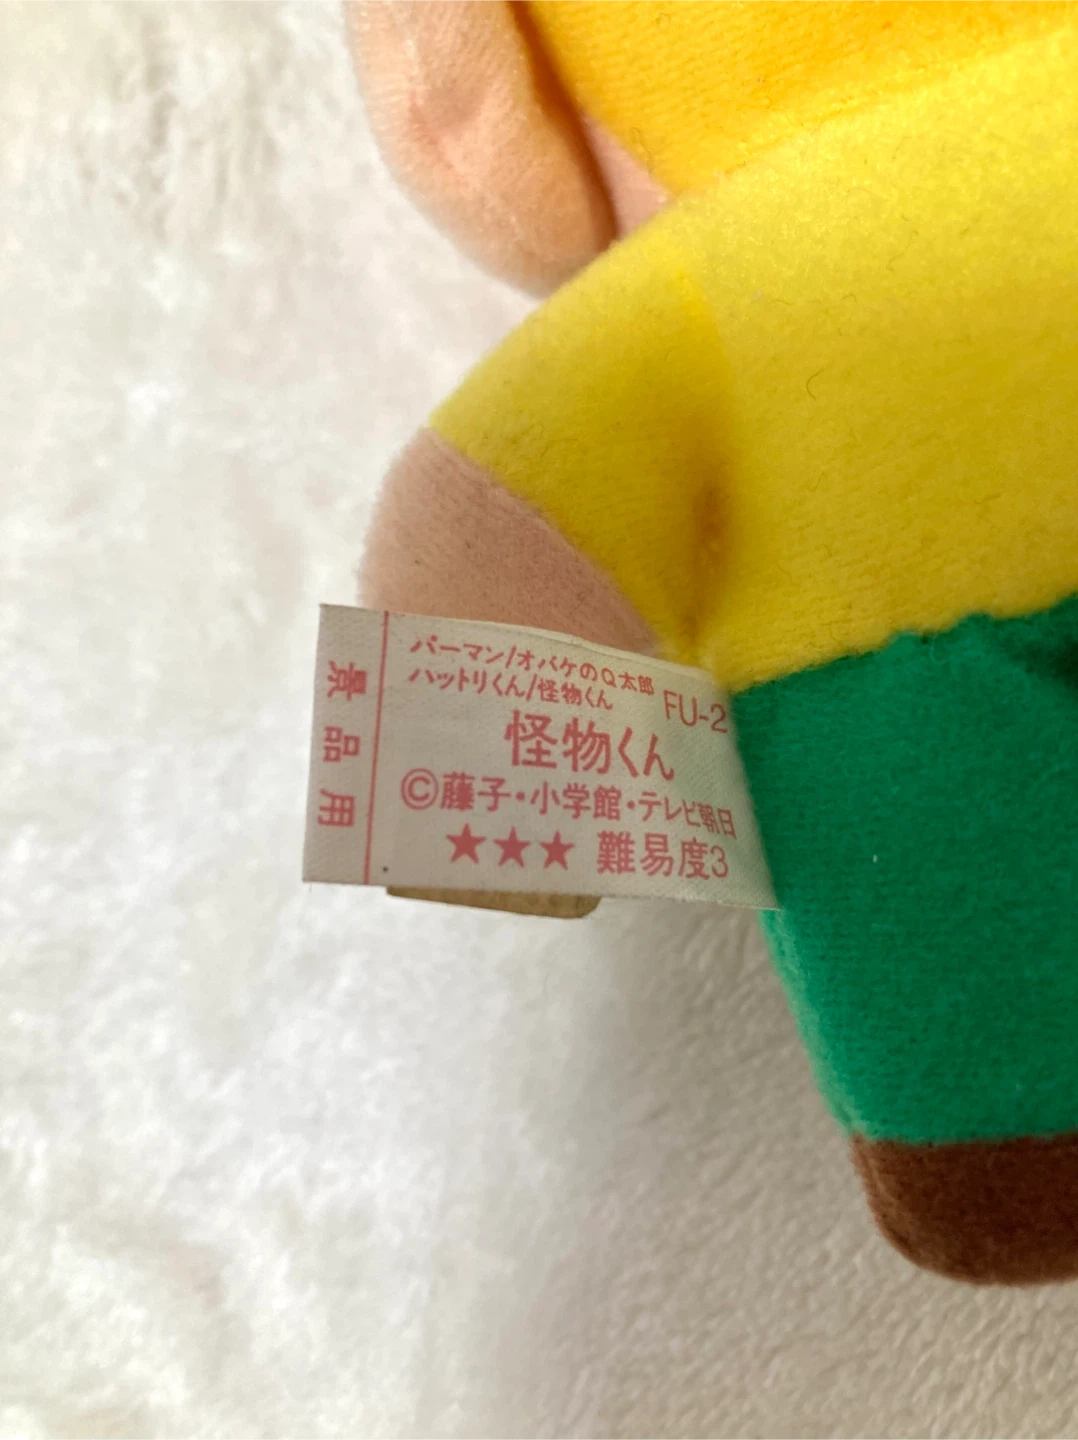 景品用
パーマン/オバケのQ太郎
ハットリくん/怪物くん
FU-2
怪物くん
©藤子・小学館・テレビ朝日
★★★ 難易度3